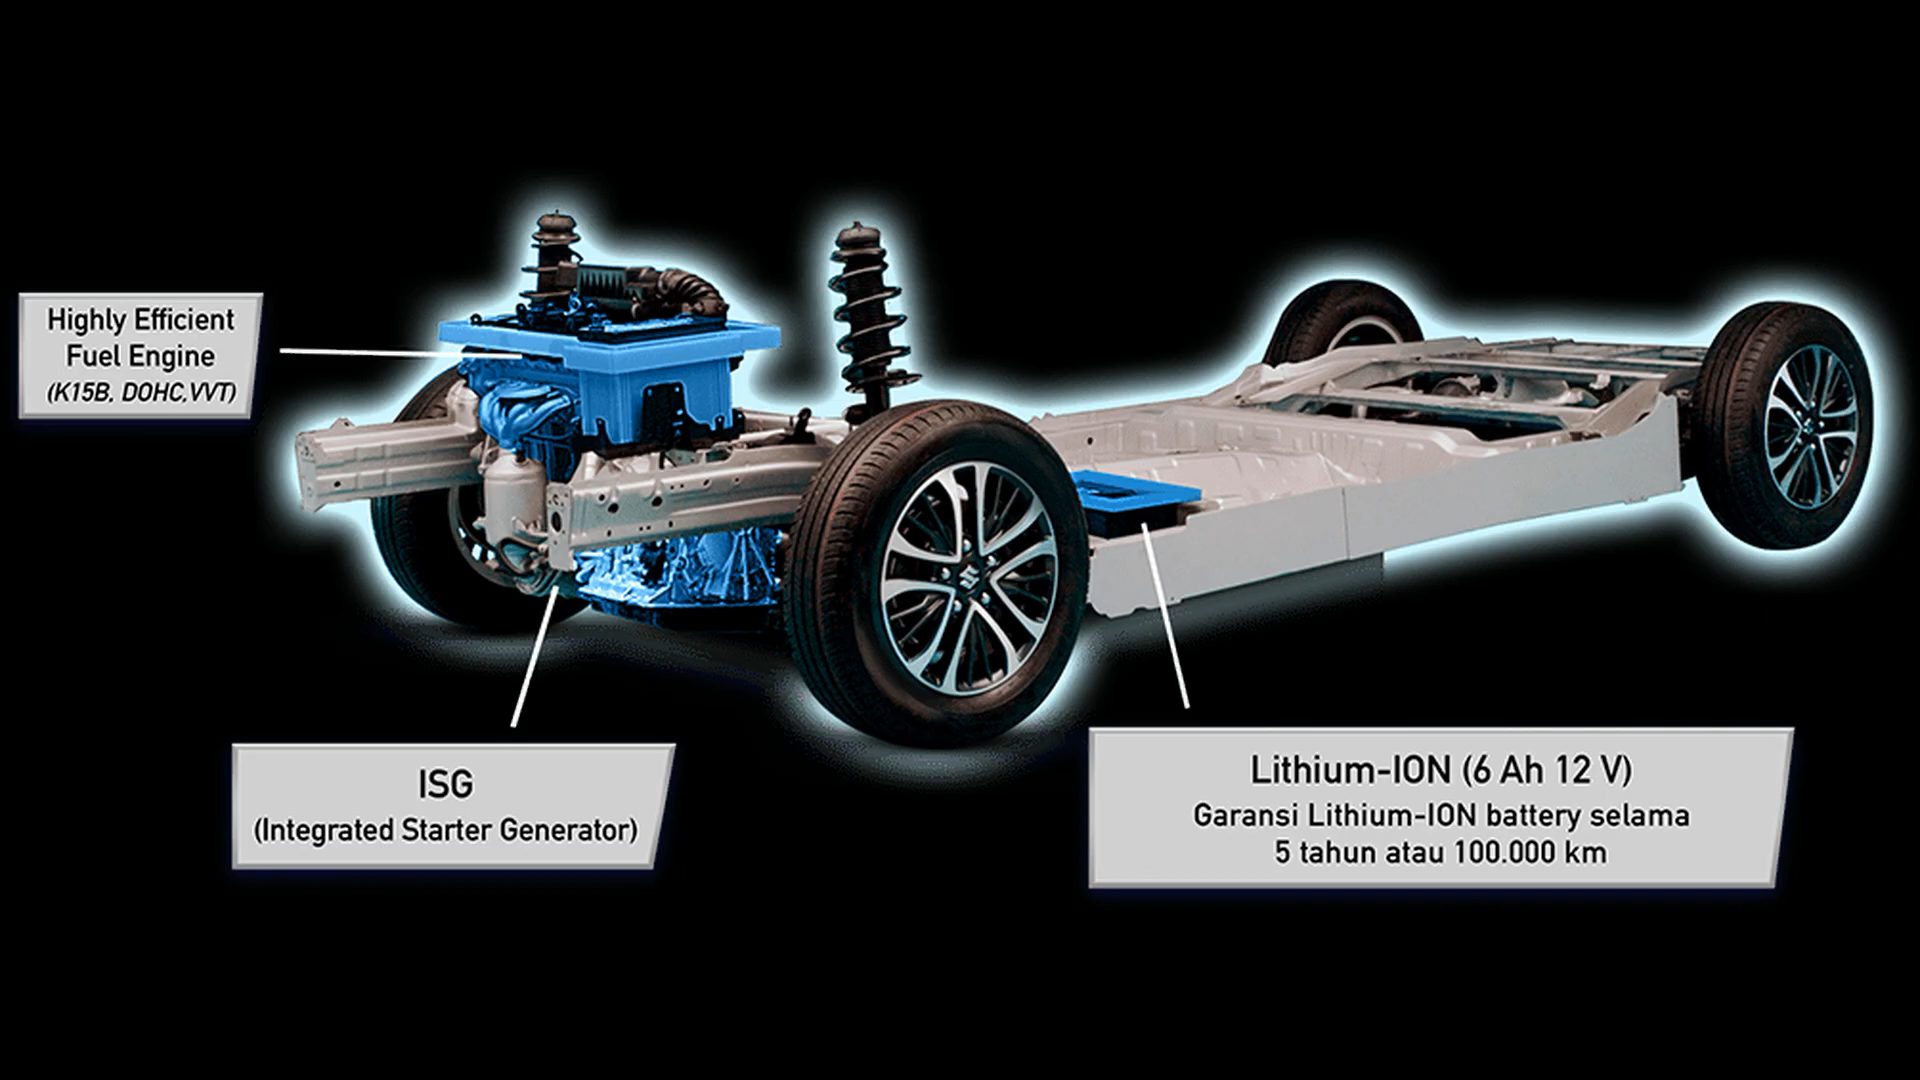 Highly Efficient
Fuel Engine
(K15B, DOHC,VVT)
ISG
(Integrated Starter Generator)
Lithium-ION (6 Ah 12 V)
Garansi Lithium-ION battery selama
5 tahun atau 100.000 km